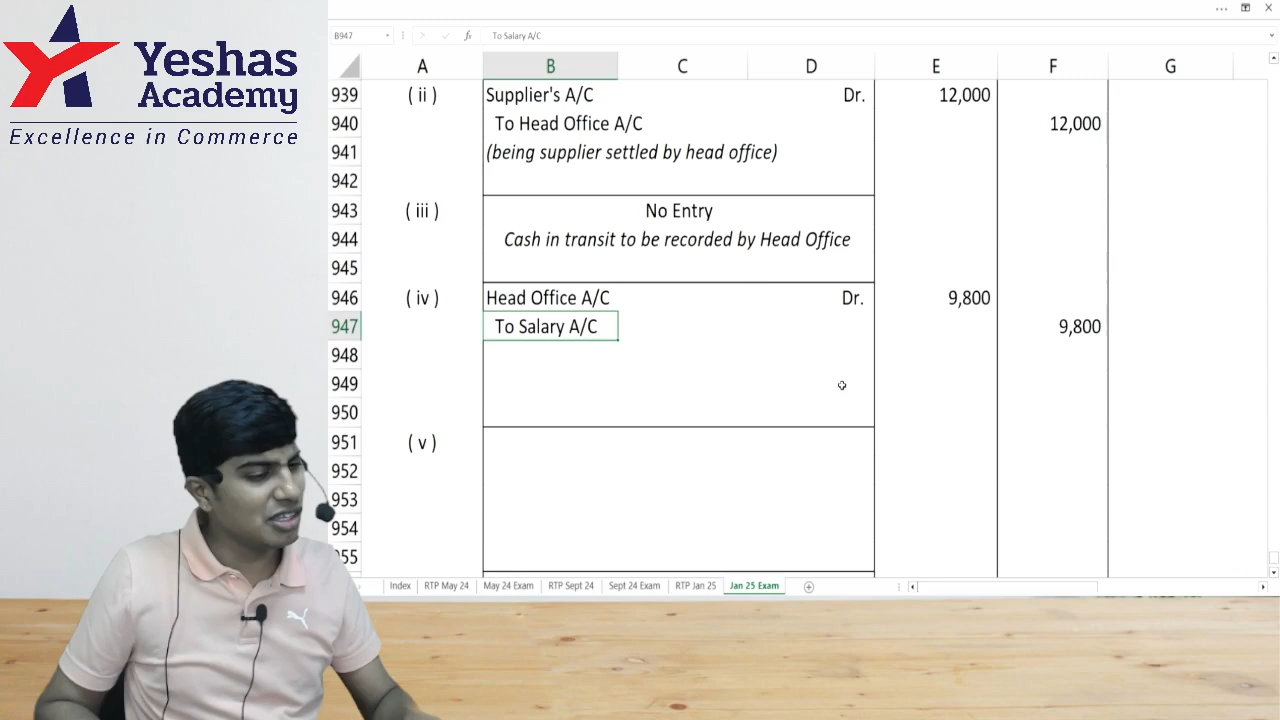 Yeshas
Academy
Excellence in Commerce
B947 fx To Salary A/C
A B C D E F G
939 ( ii ) Supplier's A/C Dr. 12,000
940 To Head Office A/C 12,000
941 (being supplier settled by head office)
942
943 ( iii ) No Entry
944 Cash in transit to be recorded by Head Office
945
946 ( iv ) Head Office A/C Dr. 9,800
947 To Salary A/C 9,800
948
949
950
951 ( v )
952
953
954
955
Index RTP May 24 May 24 Exam RTP Sept 24 Sept 24 Exam RTP Jan 25 Jan 25 Exam